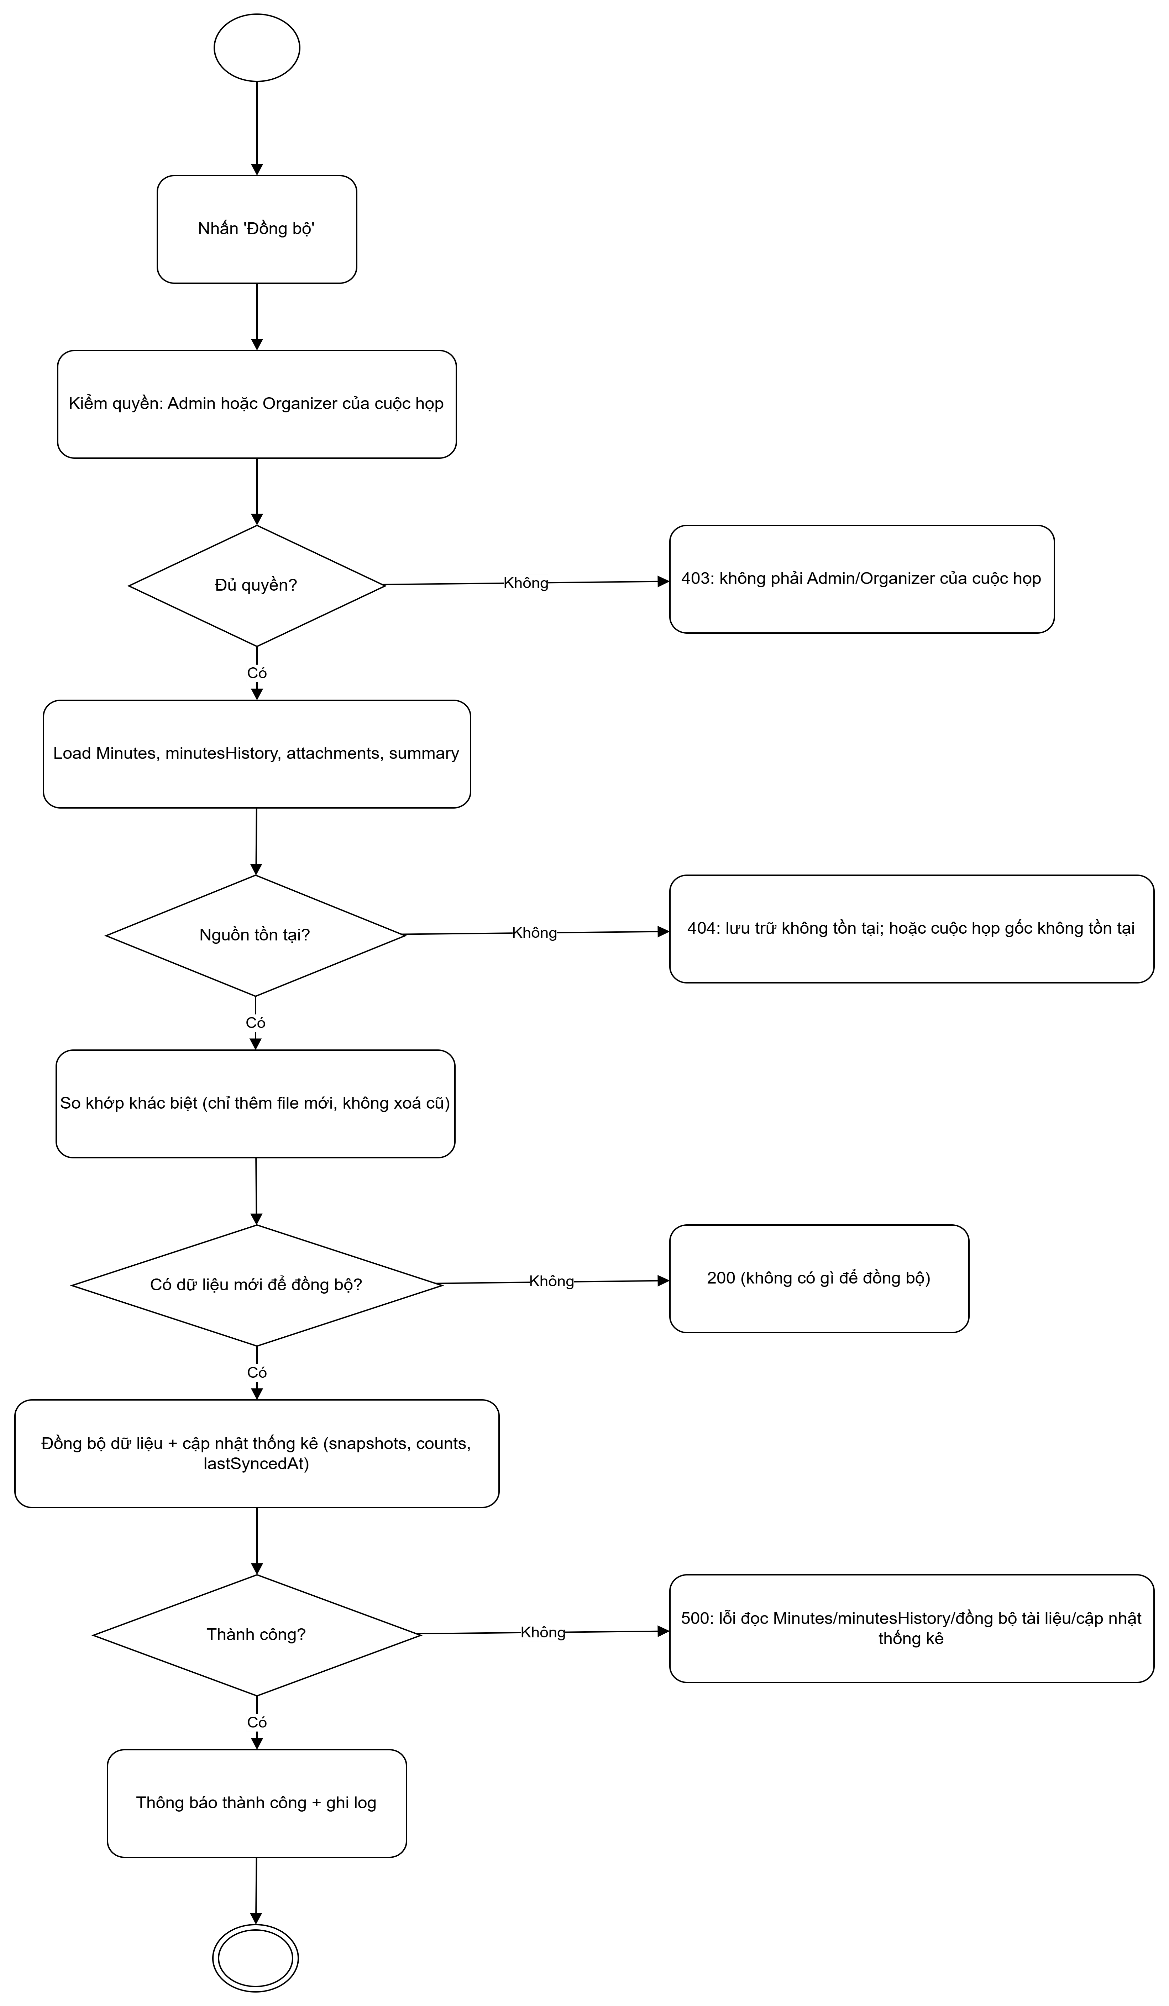 Nhấn 'Đồng bộ'
Kiểm quyền: Admin hoặc Organizer của cuộc họp
Đủ quyền?
Không
403: không phải Admin/Organizer của cuộc họp
Có
Load Minutes, minutesHistory, attachments, summary
Nguồn tồn tại?
Không
404: lưu trữ không tồn tại; hoặc cuộc họp gốc không tồn tại
Có
So khớp khác biệt (chỉ thêm file mới, không xoá cũ)
Có dữ liệu mới để đồng bộ?
Không
200 (không có gì để đồng bộ)
Có
Đồng bộ dữ liệu + cập nhật thống kê (snapshots, counts,
lastSyncedAt)
Thành công?
Không
500: lỗi đọc Minutes/minutesHistory/đồng bộ tài liệu/cập nhật
thống kê
Có
Thông báo thành công + ghi log